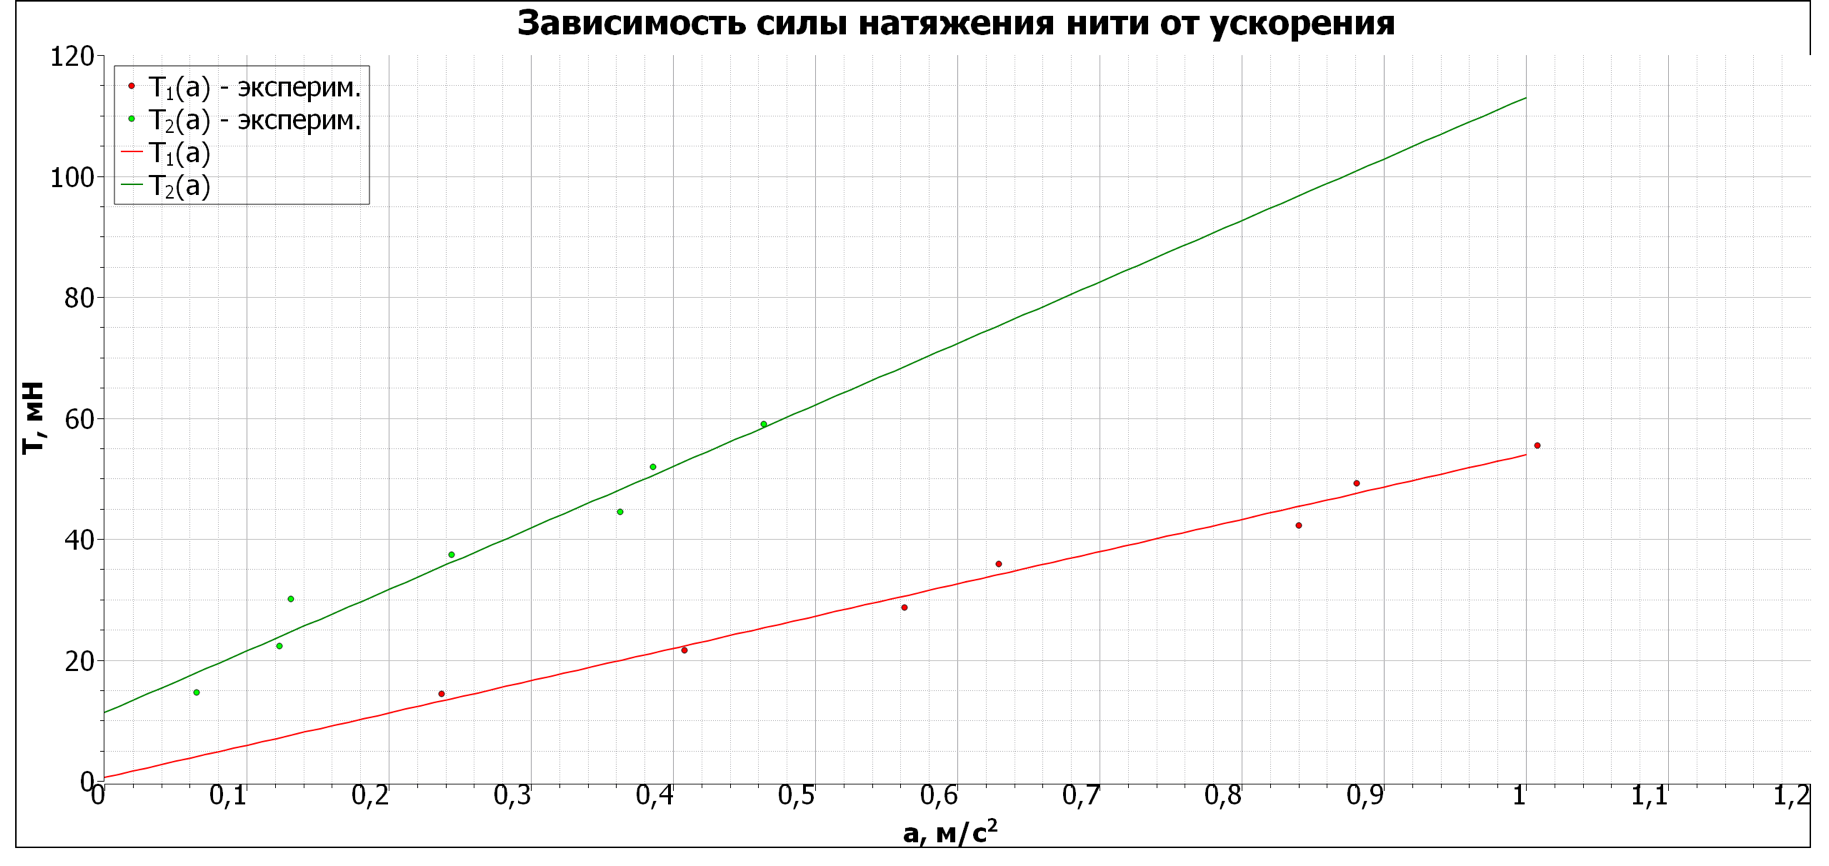 Зависимость силы натяжения нити от ускорения
120
100
80
60
40
20
0
T₁(a) - эксперим.
T₂(a) - эксперим.
T₁(a)
T₂(a)
T, мН
0 0,1 0,2 0,3 0,4 0,5 0,6 0,7 0,8 0,9 1 1,1 1,2
a, м/с²